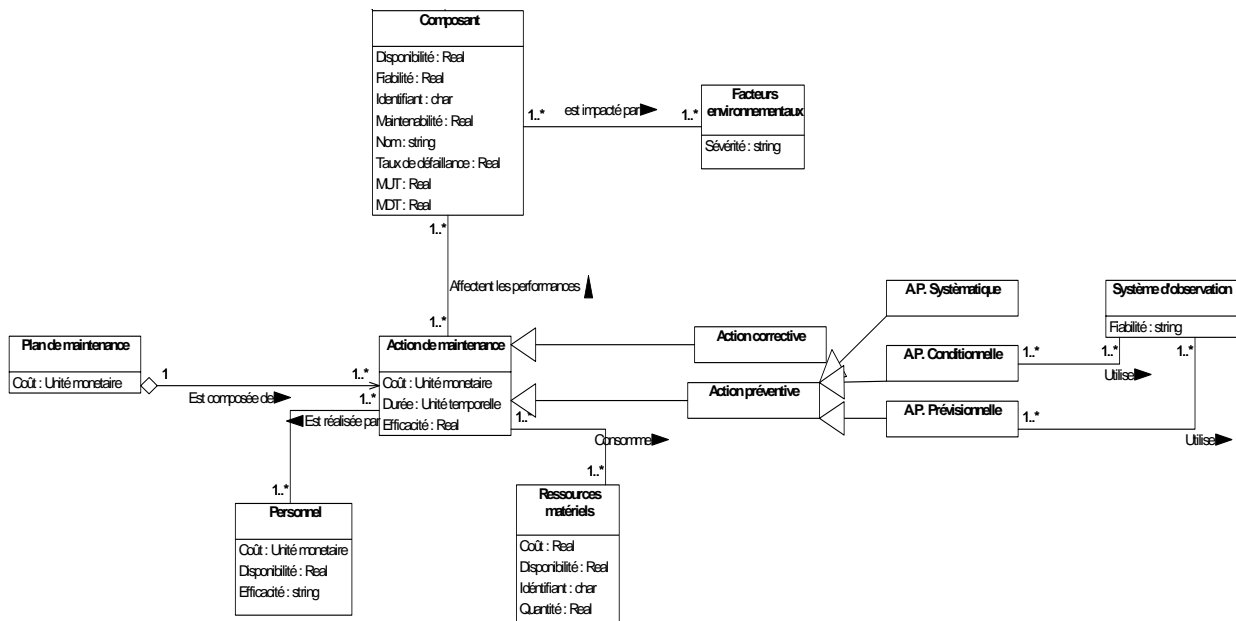 Composant
Disponibilité : Real
Fiabilité : Real
Identifiant : char
Maintenabilité : Real
Nom : string
Taux de défaillance : Real
MUT : Real
MDT : Real
1..*
est impacté par
1..*
Facteurs
environnementaux
Sévérité : string
1..*
Affectent les performances
1..*
Plan de maintenance
Coût : Unité monetaire
1
Est composée de
1..*
Action de maintenance
Coût : Unité monetaire
Durée : Unité temporelle
Efficacité : Real
Action corrective
Action préventive
A.P. Systèmatique
A.P. Conditionnelle
A.P. Prévisionnelle
Système d'observation
Fiabilité : string
1..*
1..*
Utilise
1..*
1..*
Utilise
1..*
Est réalisée par
1..*
Personnel
Coût : Unité monetaire
Disponibilité : Real
Efficacité : string
1..*
Consomme
1..*
Ressources
matériels
Coût : Real
Disponibilité : Real
Idéntifiant : char
Quantité : Real